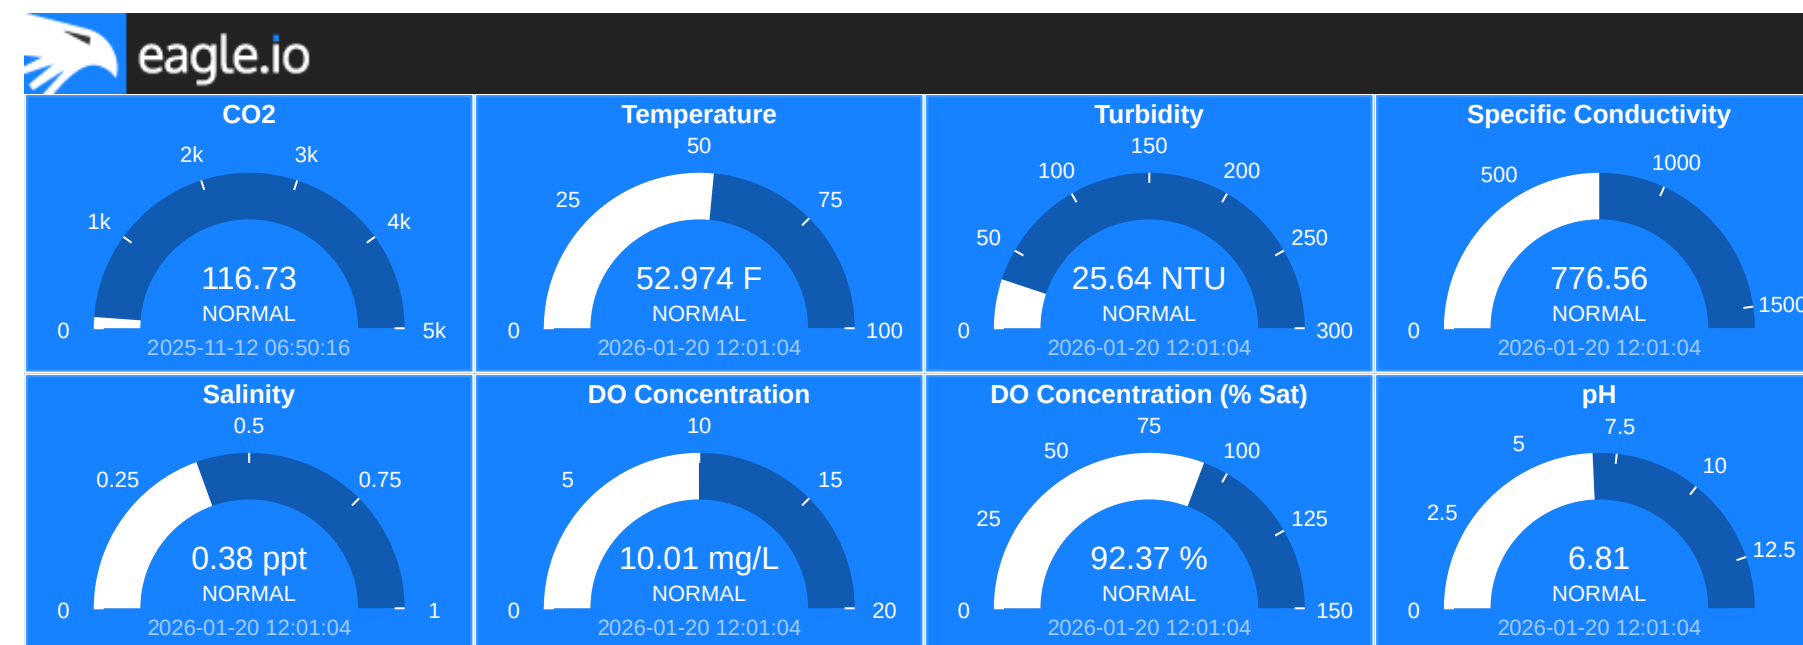 eagle.io
CO2
0
1k
2k
3k
4k
5k
116.73
NORMAL
2025-11-12 06:50:16
Temperature
0
25
50
75
100
52.974 F
NORMAL
2026-01-20 12:01:04
Turbidity
0
50
100
150
200
250
300
25.64 NTU
NORMAL
2026-01-20 12:01:04
Specific Conductivity
0
500
1000
1500
776.56
NORMAL
2026-01-20 12:01:04
Salinity
0
0.25
0.5
0.75
1
0.38 ppt
NORMAL
2026-01-20 12:01:04
DO Concentration
0
5
10
15
20
10.01 mg/L
NORMAL
2026-01-20 12:01:04
DO Concentration (% Sat)
0
25
50
75
100
125
150
92.37 %
NORMAL
2026-01-20 12:01:04
pH
0
2.5
5
7.5
10
12.5
6.81
NORMAL
2026-01-20 12:01:04